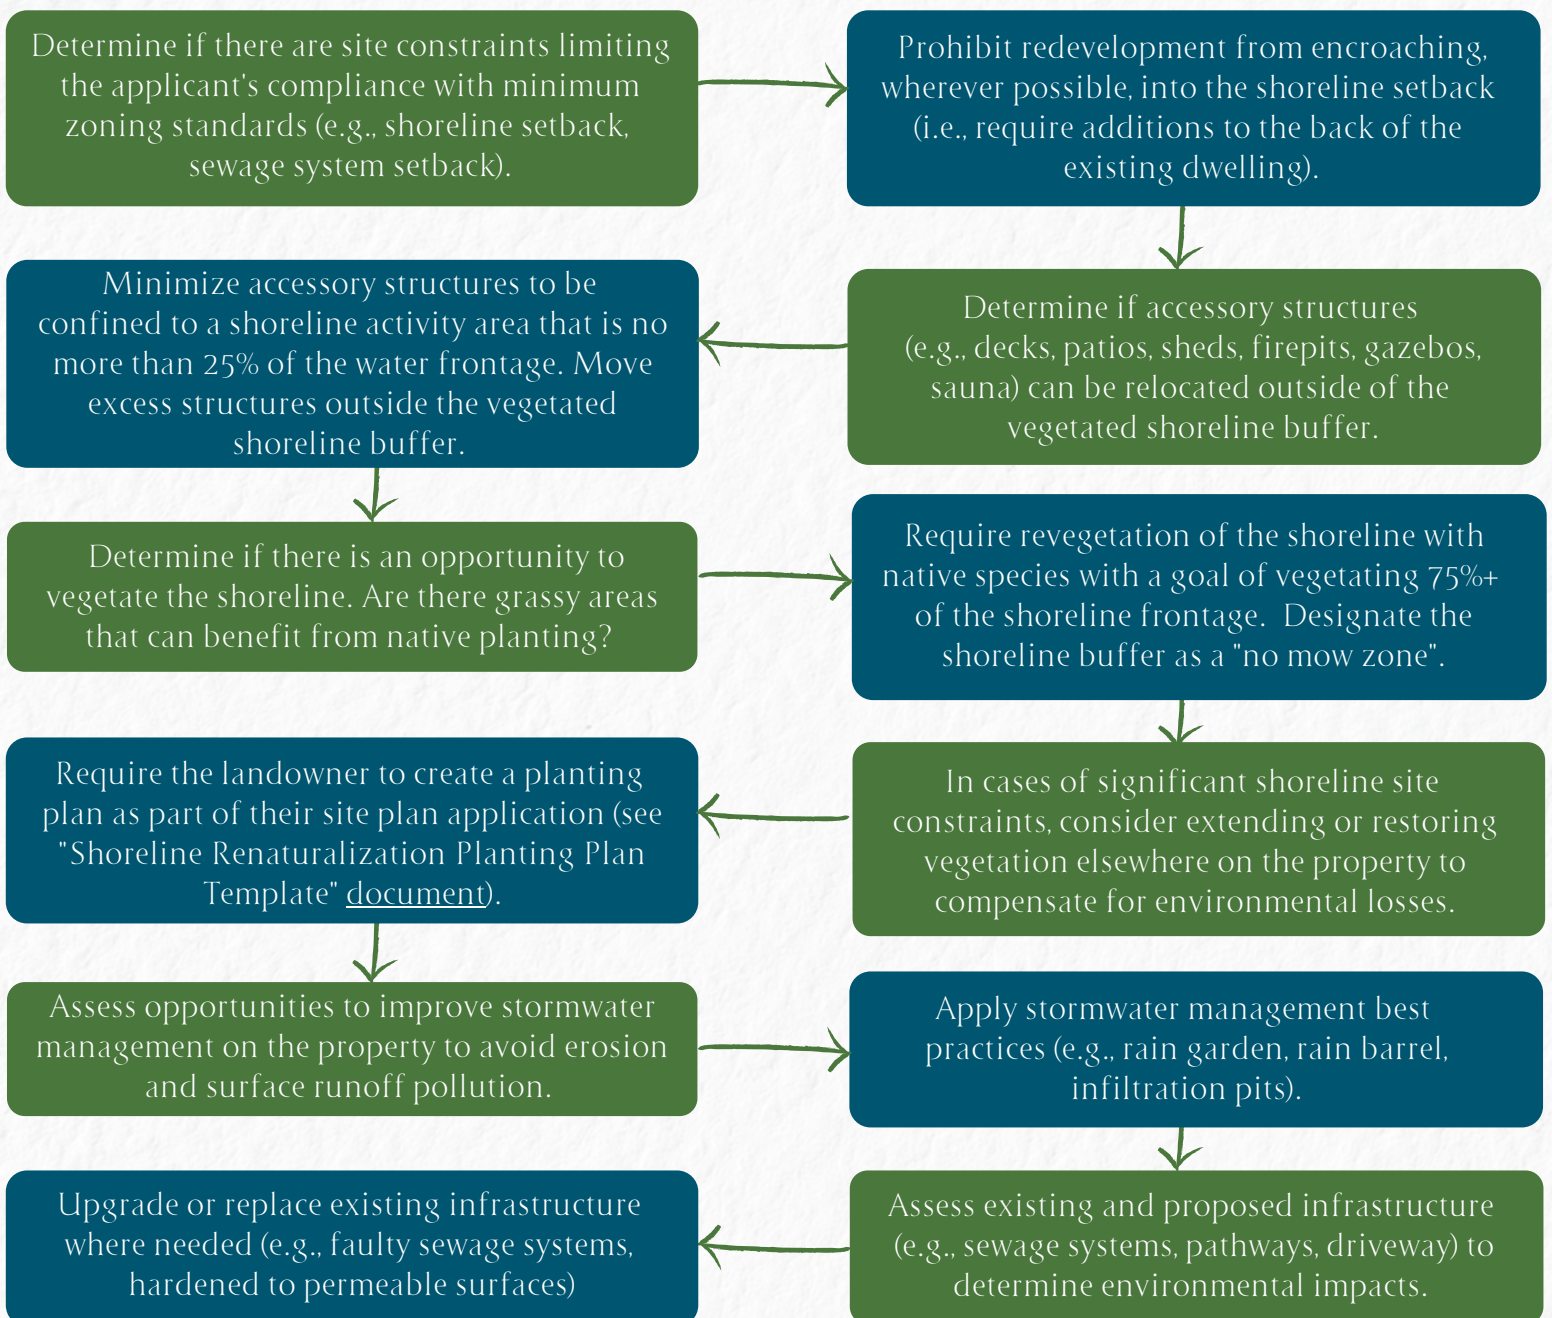 Determine if there are site constraints limiting
the applicant's compliance with minimum
zoning standards (e.g., shoreline setback,
sewage system setback).
Prohibit redevelopment from encroaching,
wherever possible, into the shoreline setback
(i.e., require additions to the back of the
existing dwelling).
Determine if accessory structures
(e.g., decks, patios, sheds, firepits, gazebos,
sauna) can be relocated outside of the
vegetated shoreline buffer.
Minimize accessory structures to be
confined to a shoreline activity area that is no
more than 25% of the water frontage. Move
excess structures outside the vegetated
shoreline buffer.
Determine if there is an opportunity to
vegetate the shoreline. Are there grassy areas
that can benefit from native planting?
Require revegetation of the shoreline with
native species with a goal of vegetating 75%+
of the shoreline frontage. Designate the
shoreline buffer as a "no mow zone".
In cases of significant shoreline site
constraints, consider extending or restoring
vegetation elsewhere on the property to
compensate for environmental losses.
Require the landowner to create a planting
plan as part of their site plan application (see
"Shoreline Renaturalization Planting Plan
Template" document).
Assess opportunities to improve stormwater
management on the property to avoid erosion
and surface runoff pollution.
Apply stormwater management best
practices (e.g., rain garden, rain barrel,
infiltration pits).
Assess existing and proposed infrastructure
(e.g., sewage systems, pathways, driveway) to
determine environmental impacts.
Upgrade or replace existing infrastructure
where needed (e.g., faulty sewage systems,
hardened to permeable surfaces)